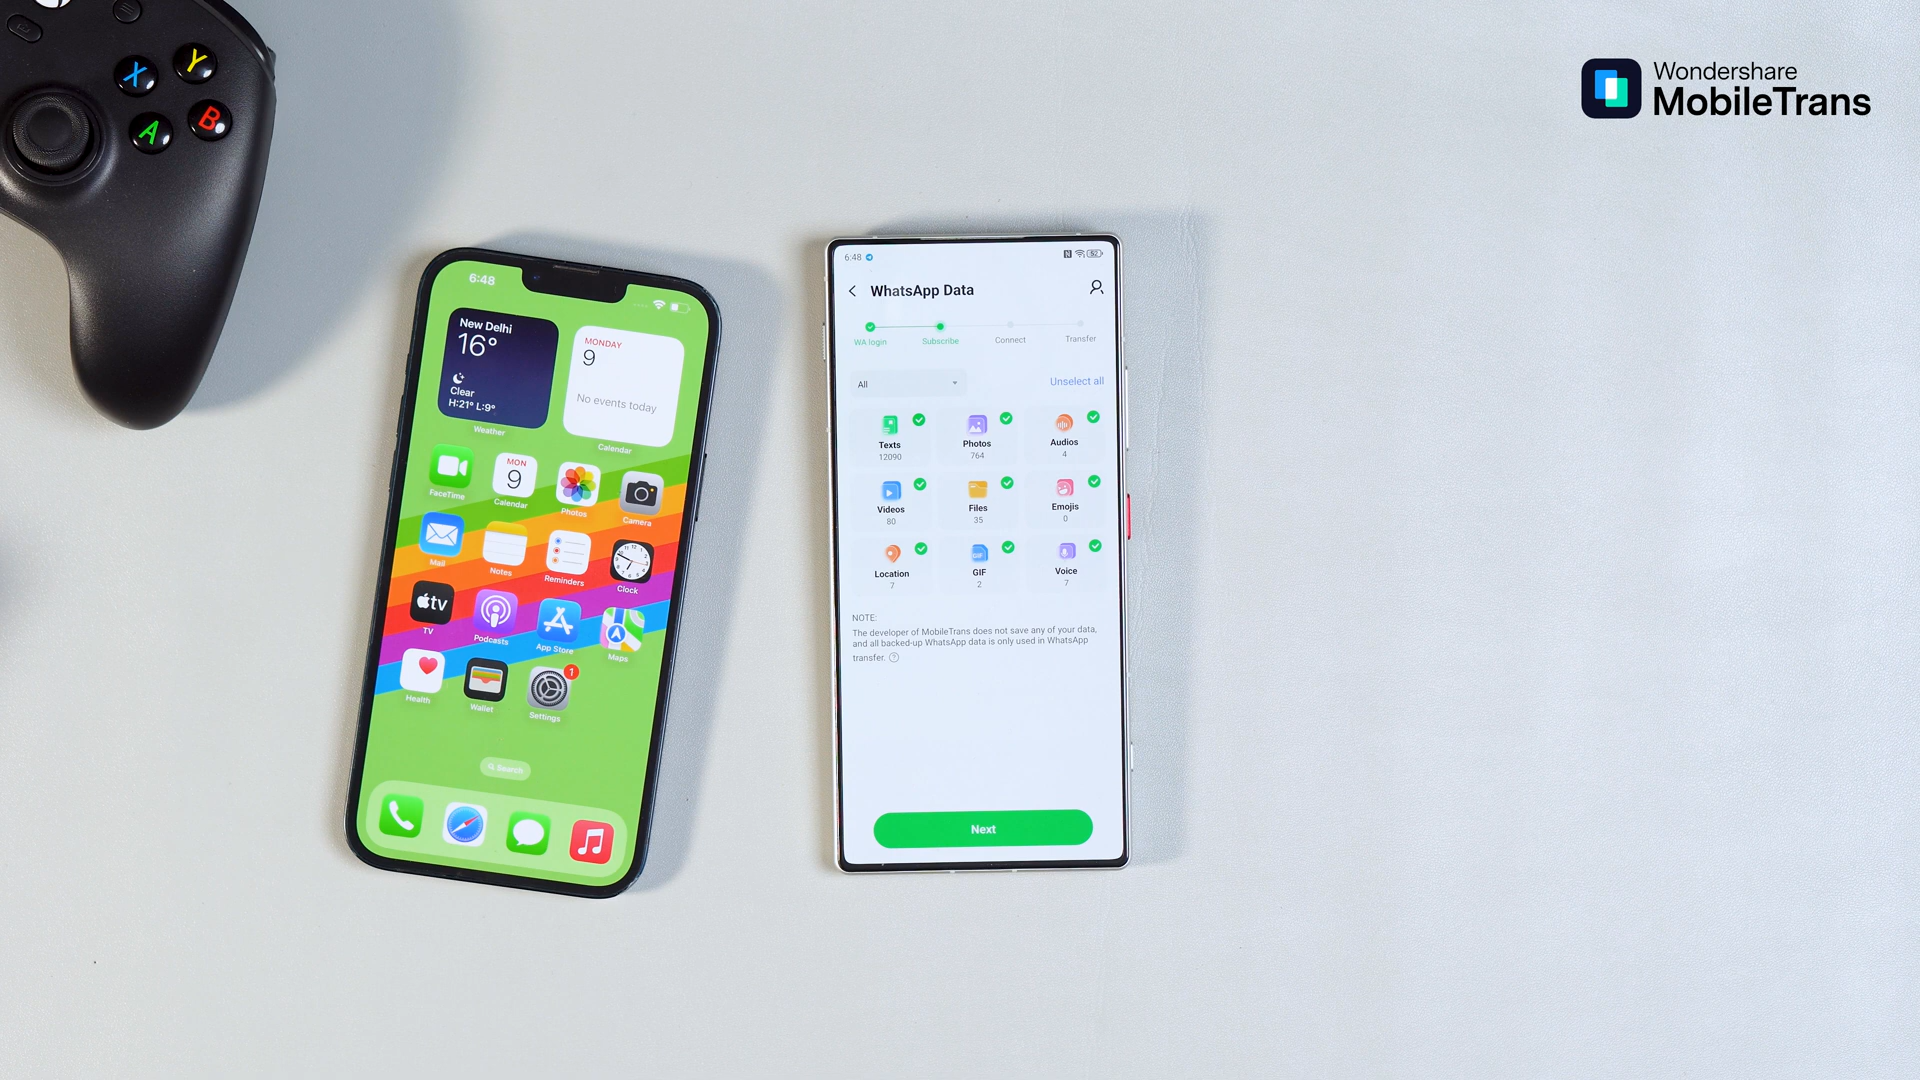 X
Y
A
B
Wondershare
MobileTrans
6:48
New Delhi
16°
Clear
H:21° L:9°
Weather
MONDAY
9
No events today
Calendar
FaceTime
MON
9
Calendar
Photos
Camera
Mail
Notes
Reminders
Clock
tv
TV
Podcasts
App Store
Maps
Health
Wallet
1
Settings
Search
6:48
WhatsApp Data
WA login
Subscribe
Connect
Transfer
All
Unselect all
Texts
12090
Photos
764
Audios
4
Videos
80
Files
35
Emojis
0
Location
7
GIF
GIF
2
Voice
7
NOTE:
The developer of MobileTrans does not save any of your data,
and all backed-up WhatsApp data is only used in WhatsApp
transfer. ?
Next